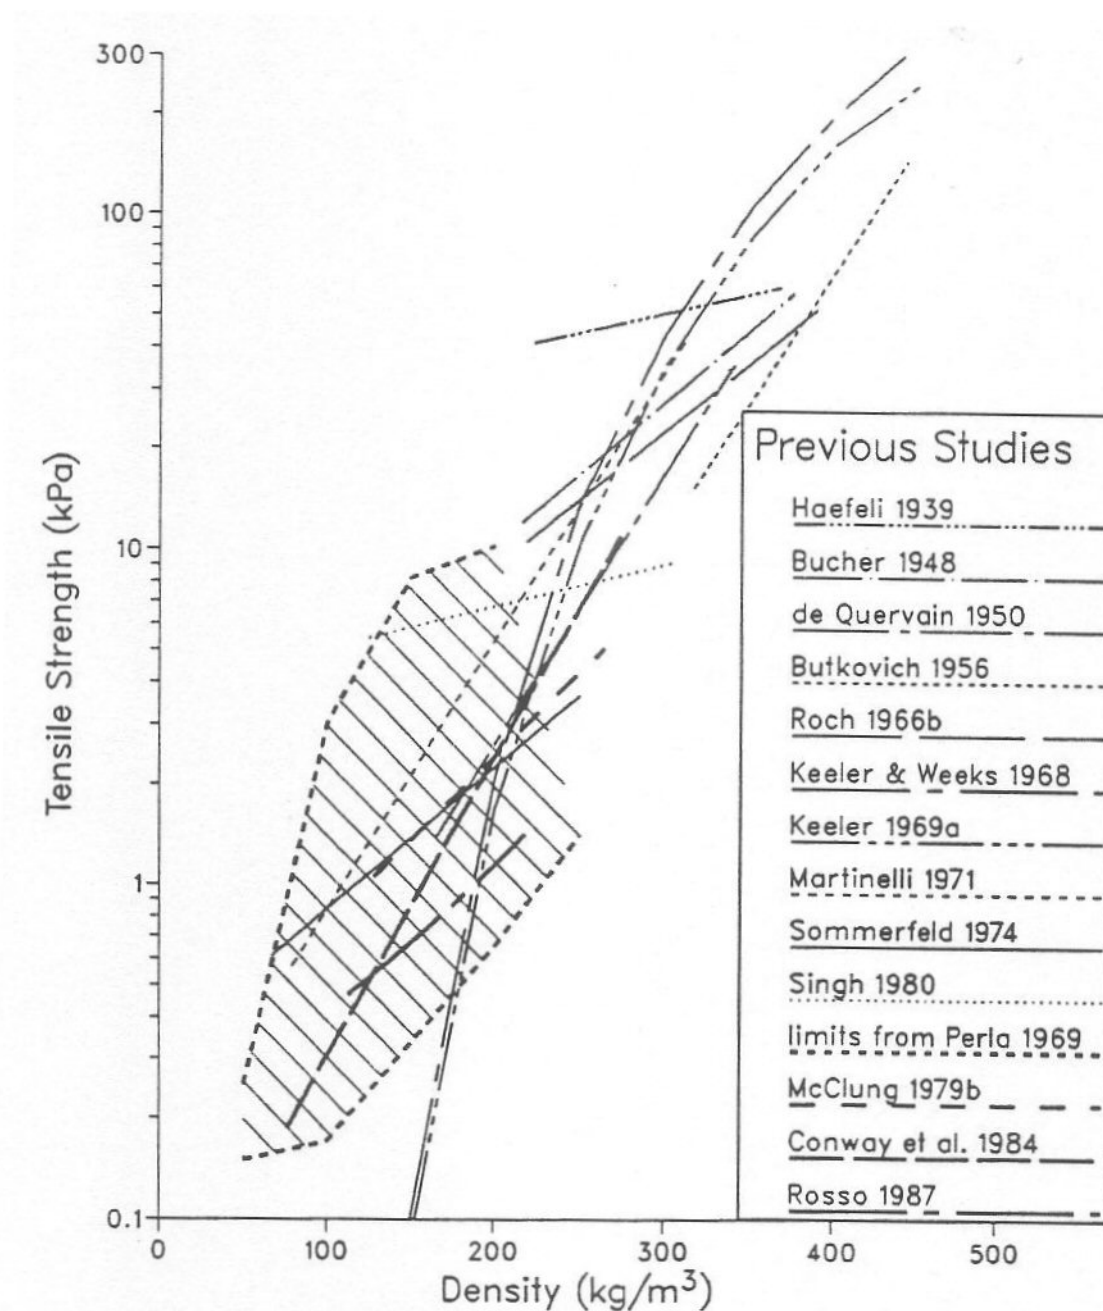 300
100
10
1
0.1
Tensile Strength (kPa)
0
100
200
300
400
500
Density (kg/m³)
Previous Studies
Haefeli 1939
Bucher 1948
de Quervain 1950
Butkovich 1956
Roch 1966b
Keeler & Weeks 1968
Keeler 1969a
Martinelli 1971
Sommerfeld 1974
Singh 1980
limits from Perla 1969
McClung 1979b
Conway et al. 1984
Rosso 1987